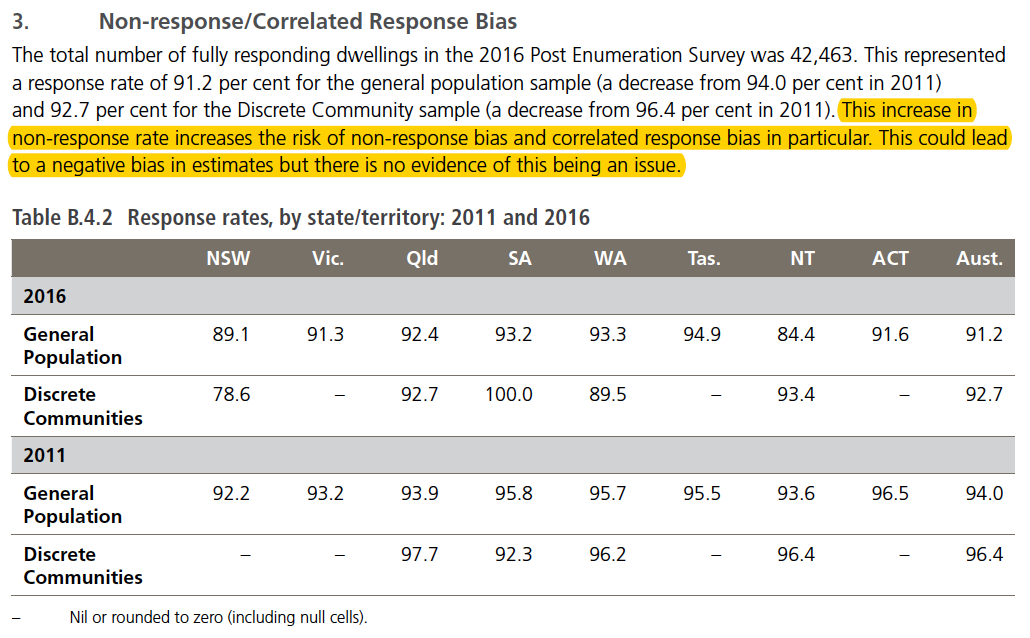 3. Non-response/Correlated Response Bias
The total number of fully responding dwellings in the 2016 Post Enumeration Survey was 42,463. This represented
a response rate of 91.2 per cent for the general population sample (a decrease from 94.0 per cent in 2011)
and 92.7 per cent for the Discrete Community sample (a decrease from 96.4 per cent in 2011). This increase in
non-response rate increases the risk of non-response bias and correlated response bias in particular. This could lead
to a negative bias in estimates but there is no evidence of this being an issue.
Table B.4.2 Response rates, by state/territory: 2011 and 2016
NSW Vic. Qld SA WA Tas. NT ACT Aust.
2016
General 89.1 91.3 92.4 93.2 93.3 94.9 84.4 91.6 91.2
Population
Discrete 78.6 – 92.7 100.0 89.5 – 93.4 – 92.7
Communities
2011
General 92.2 93.2 93.9 95.8 95.7 95.5 93.6 96.5 94.0
Population
Discrete – – 97.7 92.3 96.2 – 96.4 – 96.4
Communities
– Nil or rounded to zero (including null cells).